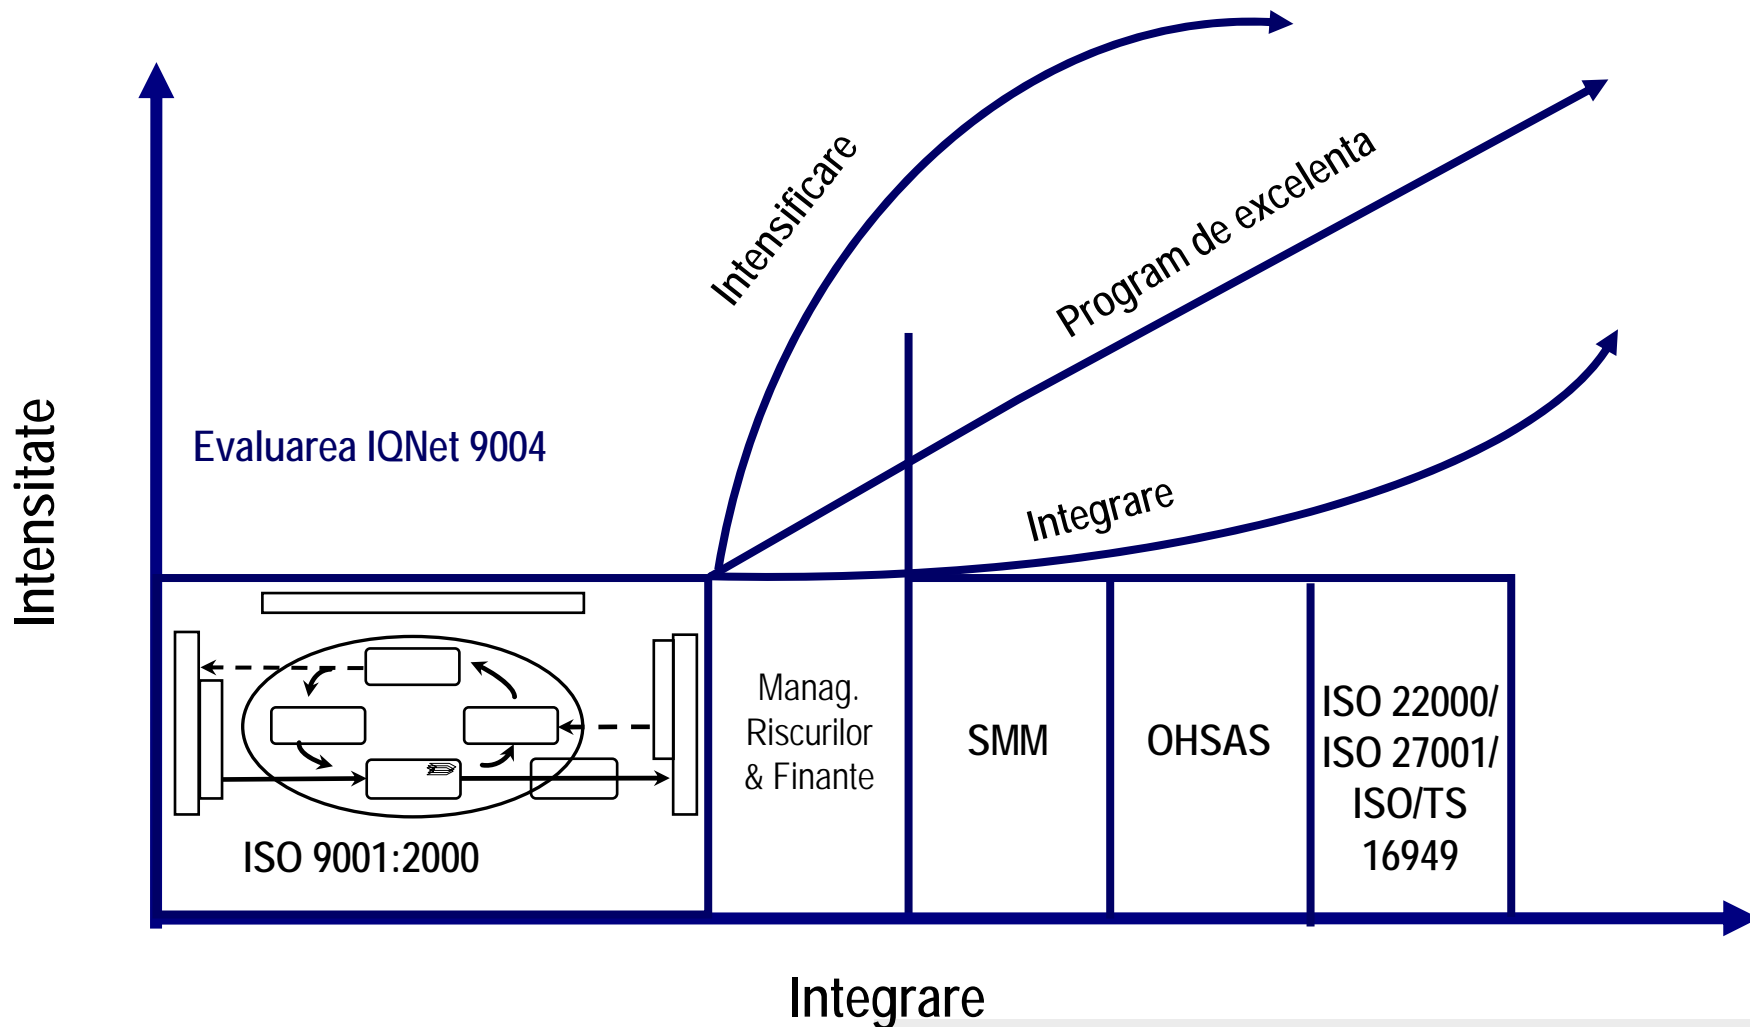 Intensificare
Program de excelenta
Intensitate
Evaluarea IQNet 9004
Integrare
Manag.
Riscurilor
& Finante
SMM
OHSAS
ISO 22000/
ISO 27001/
ISO/TS
16949
ISO 9001:2000
Integrare